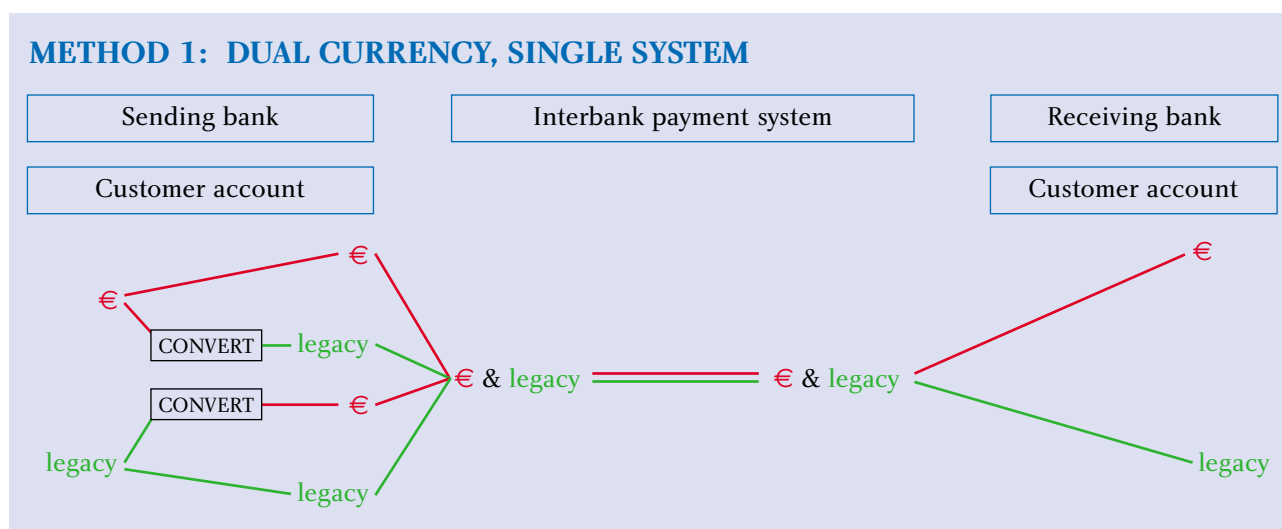 METHOD 1: DUAL CURRENCY, SINGLE SYSTEM
Sending bank Interbank payment system Receiving bank
Customer account Customer account
€ €
€
CONVERT legacy
€ & legacy € & legacy
CONVERT €
legacy legacy
legacy